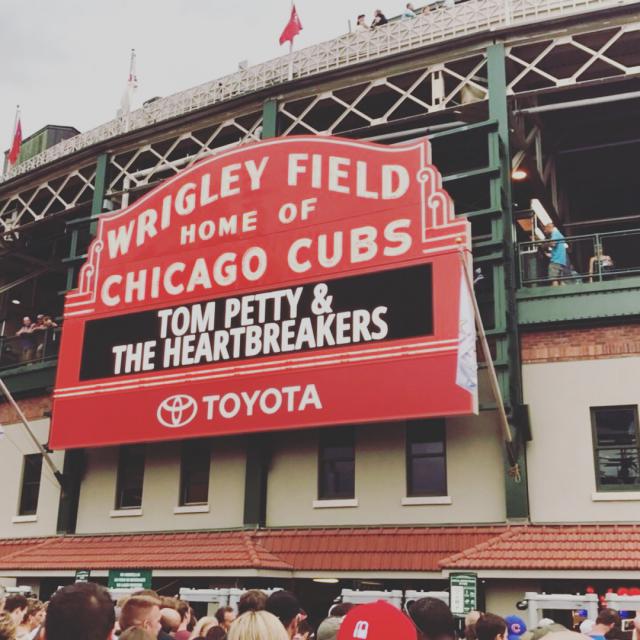 WRIGLEY FIELD
HOME OF
CHICAGO CUBS
TOM PETTY &
THE HEARTBREAKERS
TOYOTA